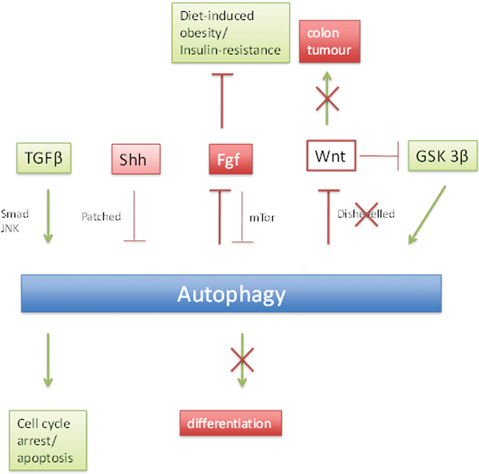 Diet-induced
obesity/
Insulin-resistance
colon
tumour
TGFβ
Shh
Fgf
Wnt
GSK 3β
Smad
JNK
Patched
mTor
Dishevelled
Autophagy
Cell cycle
arrest/
apoptosis
differentiation